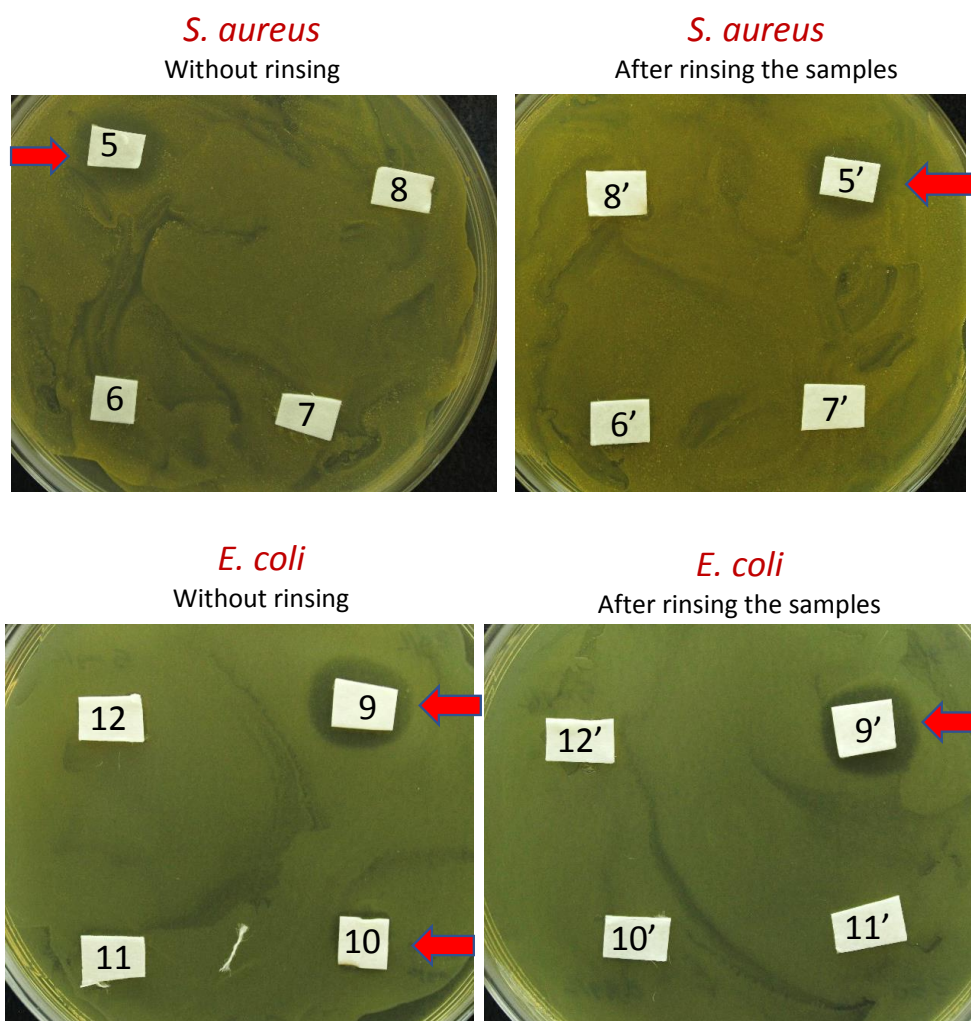 S. aureus
Without rinsing
S. aureus
After rinsing the samples
5
8
6
7
8’
5’
6’
7’
E. coli
Without rinsing
E. coli
After rinsing the samples
12
9
11
10
12’
9’
10’
11’